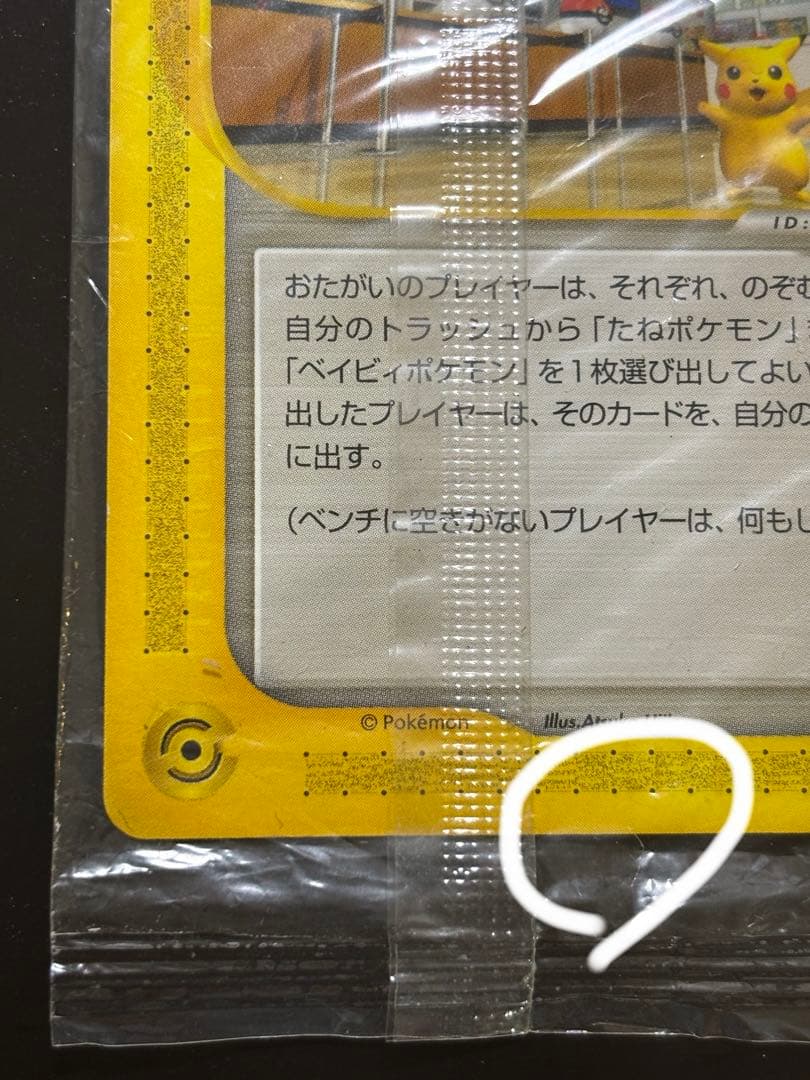 ID:
おたがいのプレイヤーは、それぞれ、のぞむ
自分のトラッシュから「たねポケモン」
「ベイビィポケモン」を1枚選び出してよい
出したプレイヤーは、そのカードを、自分の
に出す。
(ベンチに空きがないプレイヤーは、何もし
© Pokémon
Illus.